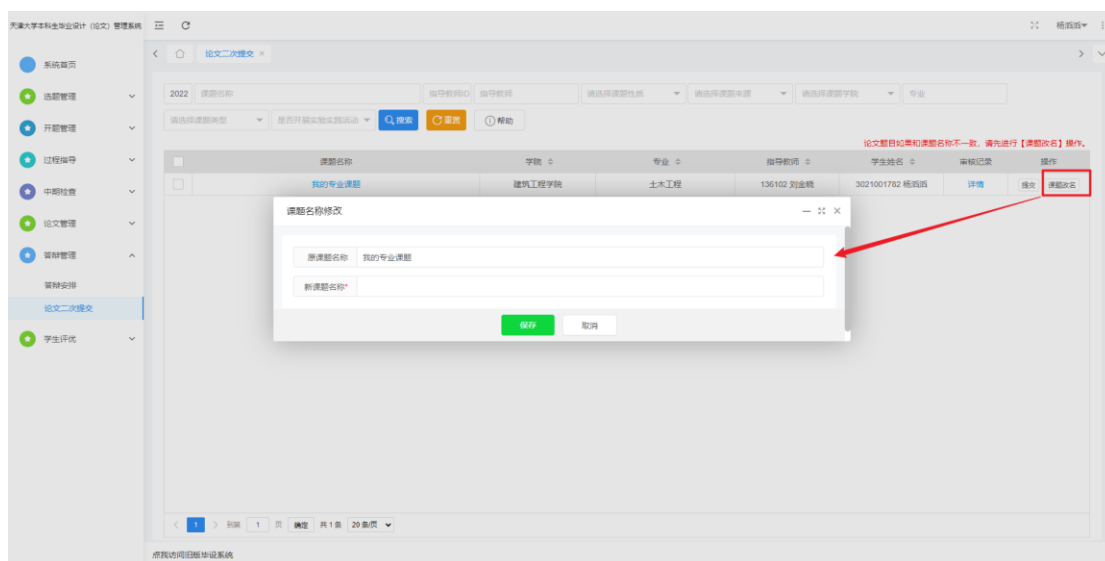 天津大学本科生毕业设计（论文）管理系统
杨湉湉
论文二次提交 ×
系统首页
选题管理
开题管理
过程指导
中期检查
论文管理
答辩管理
答辩安排
论文二次提交
学生评优
2022 课题名称 指导教师ID 指导教师 请选择课题性质 请选择课题来源 请选择课题学院 专业
请选择课题类型 是否开展实验实践活动 搜索 重置 帮助
论文题目如果和课题名称不一致，请先进行【课题改名】操作。
课题名称 学院 专业 指导教师 学生姓名 审核记录 操作
我的专业课题 建筑工程学院 土木工程 136102 刘金晓 3021001782 杨湉湉 详情 提交 课题改名
课题名称修改
原课题名称 我的专业课题
新课题名称*
保存 取消
1 到第 1 页 确定 共 1 条 20 条/页
点我访问旧版毕设系统